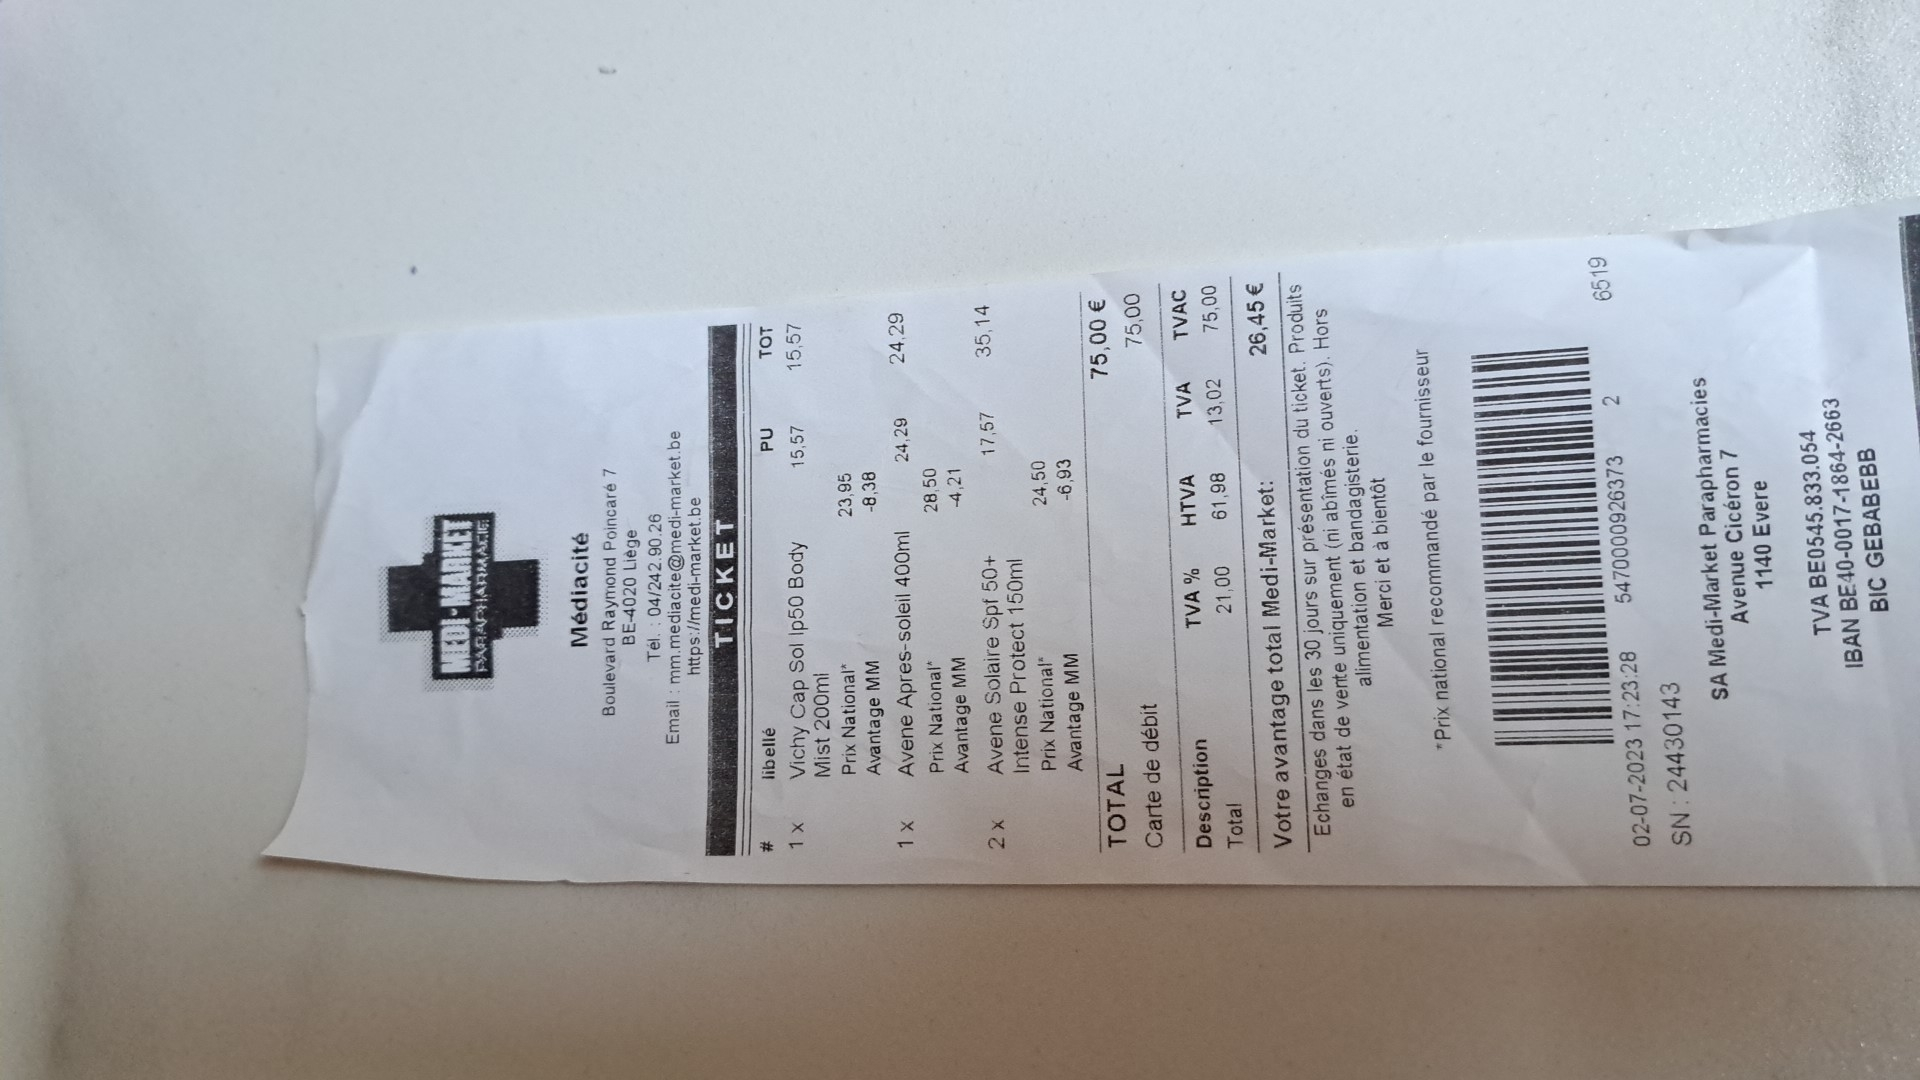 MEDI-MARKET
PARAPHARMACIE
Médiacité
Boulevard Raymond Poincaré 7
BE-4020 Liège
Tél. : 04/242.90.26
Email : mm.mediacite@medi-market.be
https://medi-market.be
TICKET
# libellé PU TOT
1 x Vichy Cap Sol Ip50 Body 15,57 15,57
Mist 200ml
Prix National* 23,95
Avantage MM -8,38
1 x Avene Apres-soleil 400ml 24,29 24,29
Prix National* 28,50
Avantage MM -4,21
2 x Avene Solaire Spf 50+ 17,57 35,14
Intense Protect 150ml
Prix National* 24,50
Avantage MM -6,93
TOTAL 75,00 €
Carte de débit 75,00
Description TVA % HTVA TVA TVAC
Total 21,00 61,98 13,02 75,00
Votre avantage total Medi-Market: 26,45 €
Echanges dans les 30 jours sur présentation du ticket. Produits
en état de vente uniquement (ni abîmés ni ouverts). Hors
alimentation et bandagisterie.
Merci et à bientôt
*Prix national recommandé par le fournisseur
02-07-2023 17:23:28 5470000926373 2 6519
SN : 24430143
SA Medi-Market Parapharmacies
Avenue Cicéron 7
1140 Evere
TVA BE0545.833.054
IBAN BE40-0017-1864-2663
BIC GEBABEBB